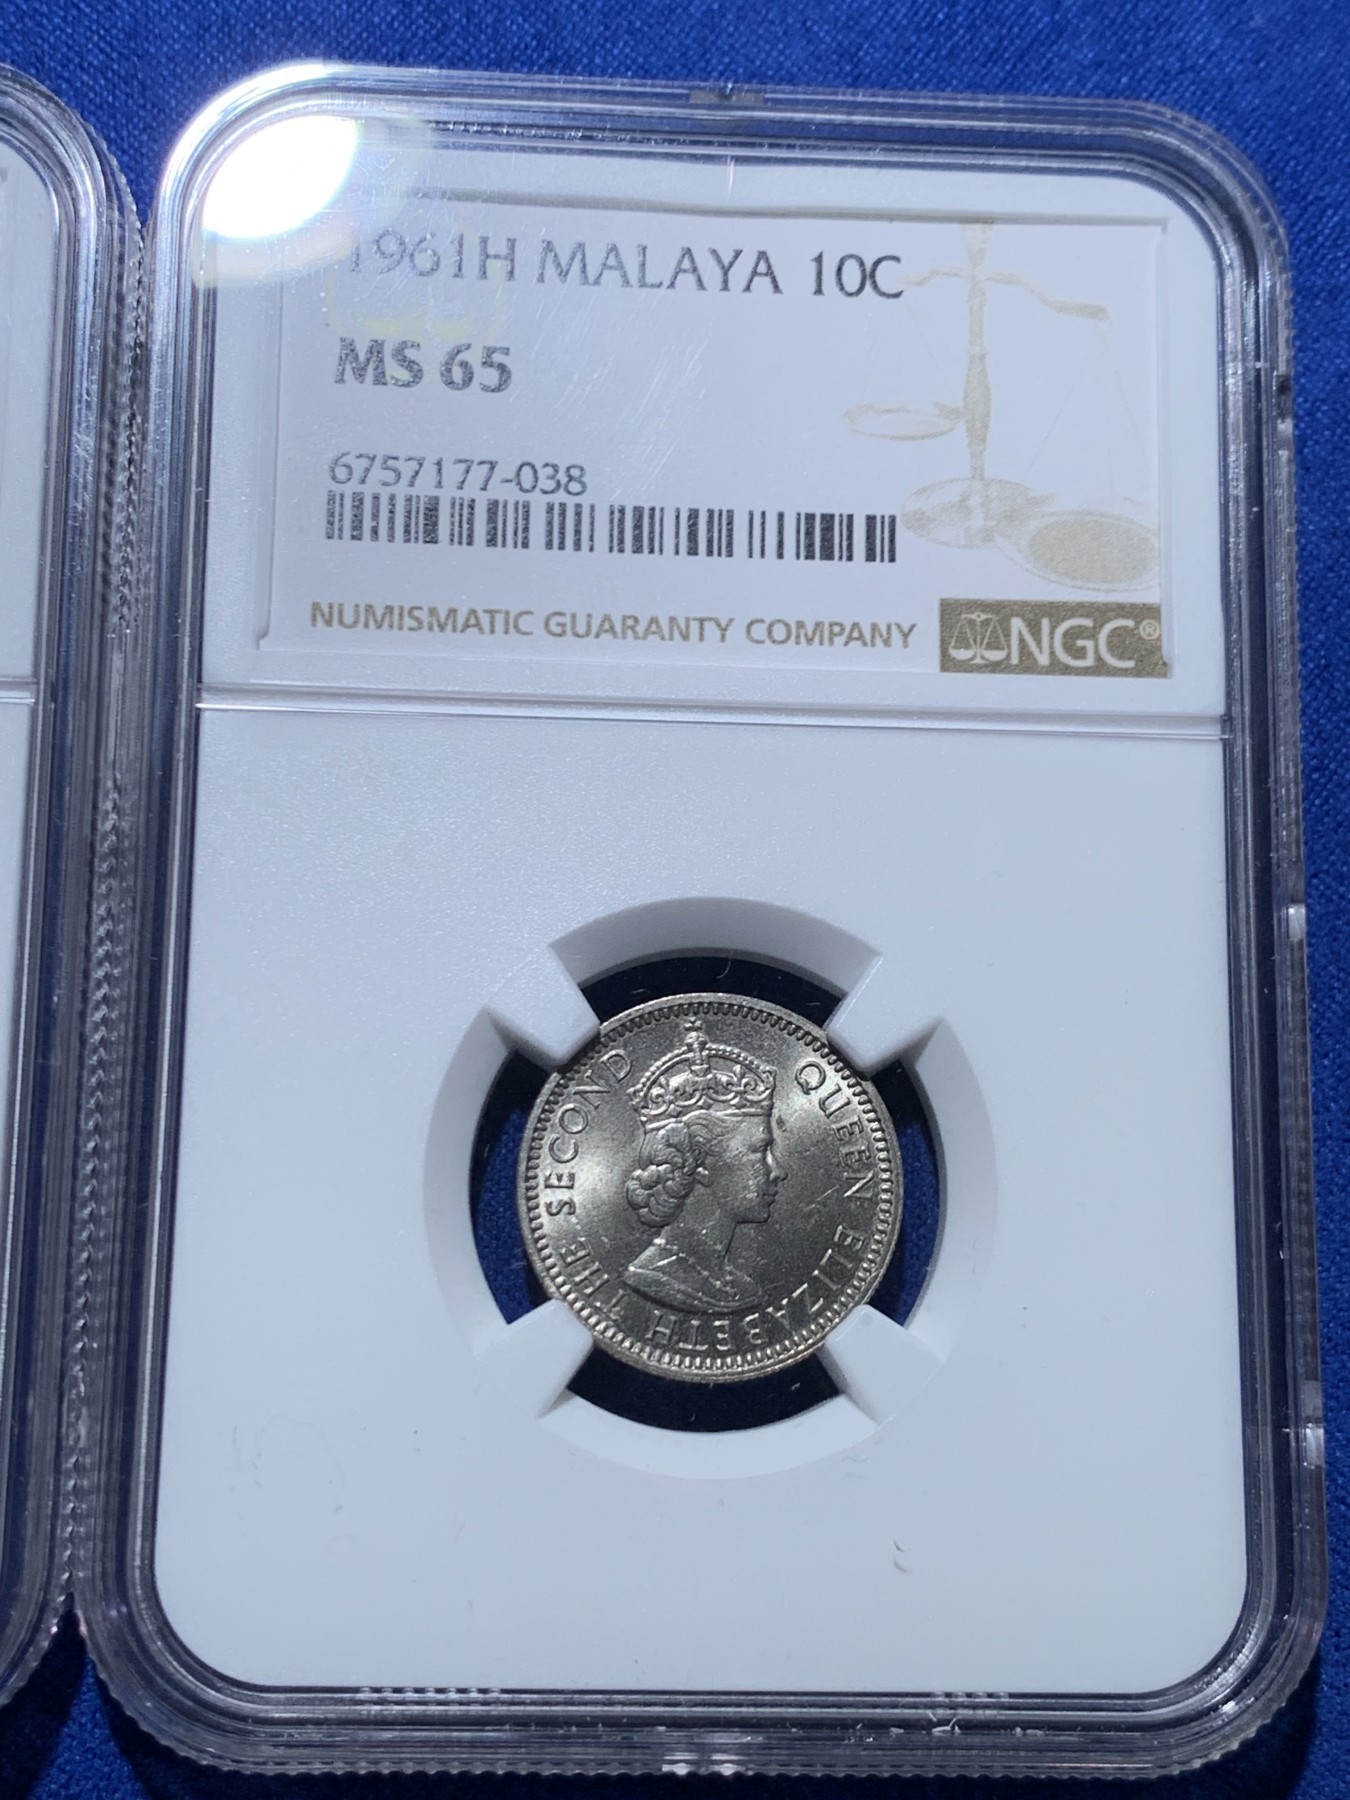 1961H MALAYA 10C
MS 65
6757177-038
NUMISMATIC GUARANTY COMPANY
NGC®
QUEEN ELIZABETH THE SECOND